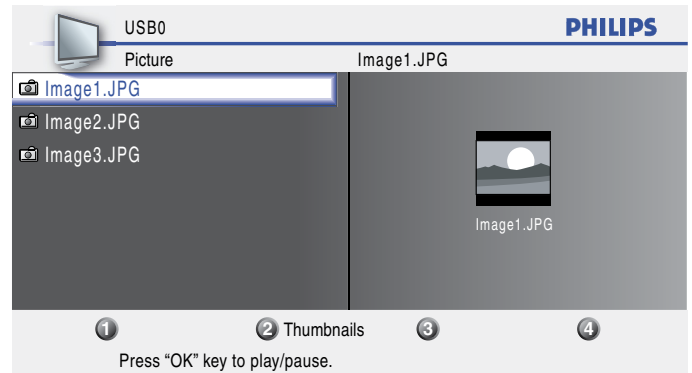 USB0 PHILIPS
Picture Image1.JPG
Image1.JPG
Image2.JPG
Image3.JPG
Image1.JPG
1 2 Thumbnails 3 4
Press “OK” key to play/pause.